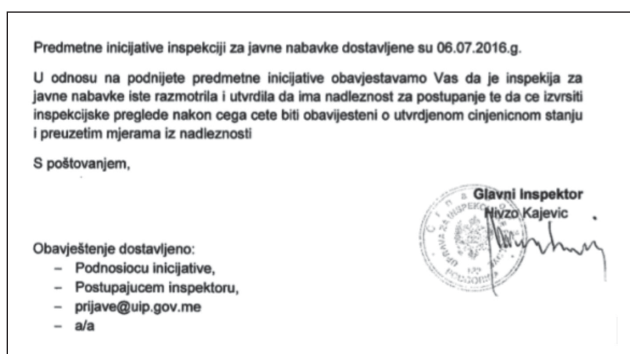 Predmetne inicijative inspekciji za javne nabavke dostavljene su 06.07.2016.g.
U odnosu na podnijete predmetne inicijative obavjestavamo Vas da je inspekija za
javne nabavke iste razmotrila i utvrdila da ima nadleznost za postupanje te da ce izvrsiti
inspekcijske preglede nakon cega cete biti obavijesteni o utvrdjenom cinjenicnom stanju
i preuzetim mjerama iz nadleznosti
S poštovanjem,
Glavni Inspektor
Nivzo Kajevic
Obavještenje dostavljeno:
– Podnosiocu inicijative,
– Postupajucem inspektoru,
– prijave@uip.gov.me
– a/a